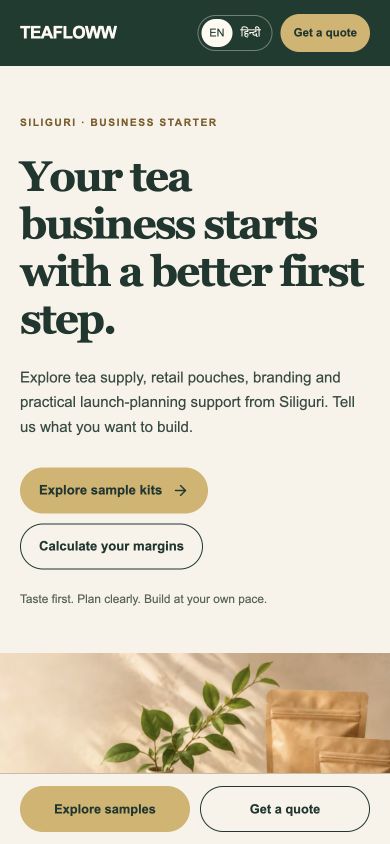 TEAFLOWW
EN हिन्दी
Get a quote
SILIGURI · BUSINESS STARTER
Your tea
business starts
with a better first
step.
Explore tea supply, retail pouches, branding and
practical launch-planning support from Siliguri. Tell
us what you want to build.
Explore sample kits →
Calculate your margins
Taste first. Plan clearly. Build at your own pace.
Explore samples
Get a quote